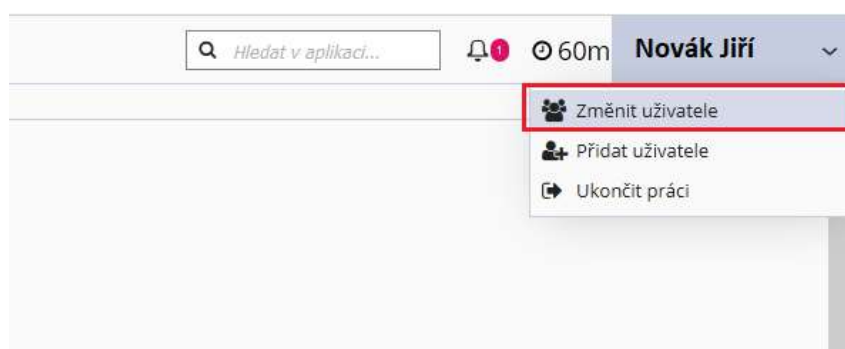 Hledat v aplikaci... 1 60m Novák Jiří
Změnit uživatele
Přidat uživatele
Ukončit práci